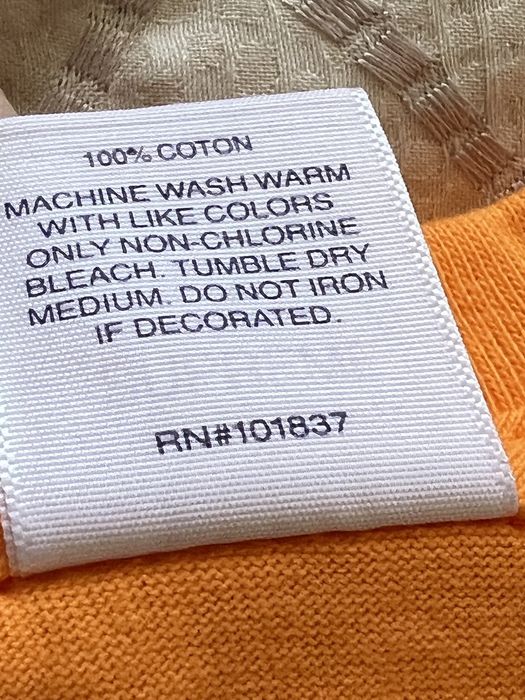 100% COTON
MACHINE WASH WARM
WITH LIKE COLORS
ONLY NON-CHLORINE
BLEACH. TUMBLE DRY
MEDIUM. DO NOT IRON
IF DECORATED.
RN#101837